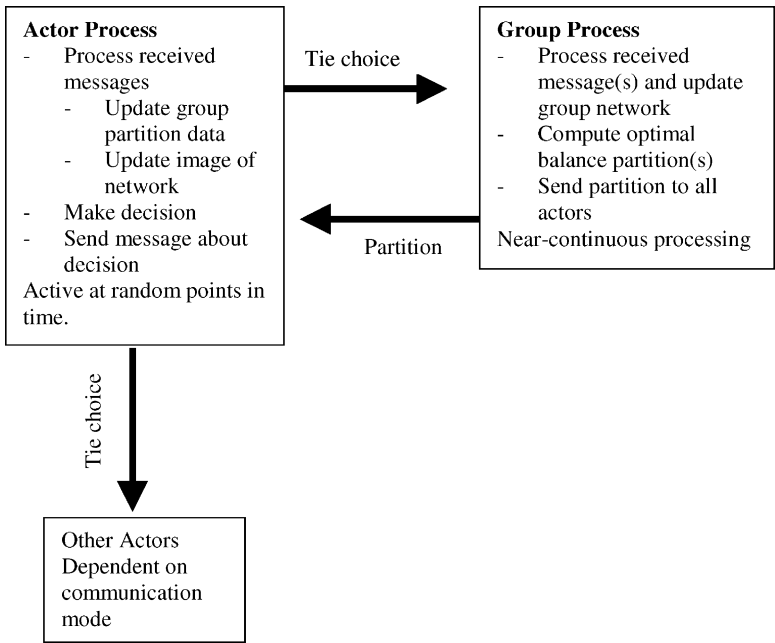 Actor Process
- Process received
messages
- Update group
partition data
- Update image of
network
- Make decision
- Send message about
decision
Active at random points in
time.
Tie choice
Group Process
- Process received
message(s) and update
group network
- Compute optimal
balance partition(s)
- Send partition to all
actors
Near-continuous processing
Partition
Tie choice
Other Actors
Dependent on
communication
mode